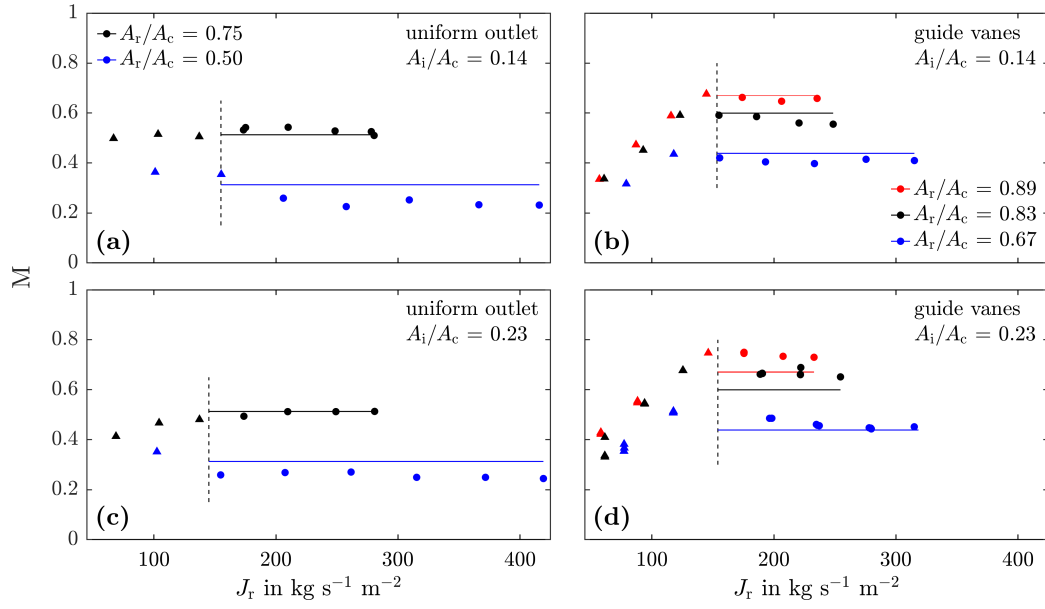 1
0.8
0.6
0.4
0.2
0
A_r/A_c = 0.75
A_r/A_c = 0.50
uniform outlet
A_i/A_c = 0.14
(a)
guide vanes
A_i/A_c = 0.14
A_r/A_c = 0.89
A_r/A_c = 0.83
A_r/A_c = 0.67
(b)
M
1
0.8
0.6
0.4
0.2
0
uniform outlet
A_i/A_c = 0.23
(c)
guide vanes
A_i/A_c = 0.23
(d)
100 200 300 400
100 200 300 400
J_r in kg s⁻¹ m⁻²
J_r in kg s⁻¹ m⁻²